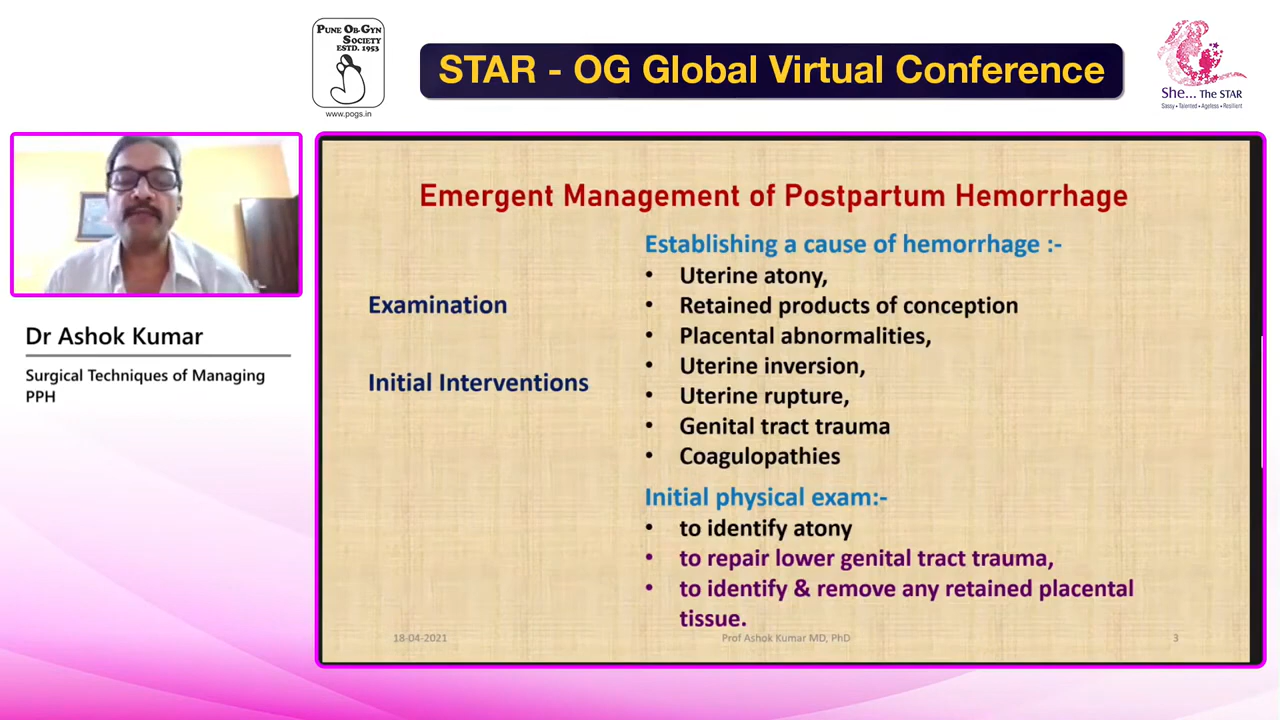 PUNE OB-GYN
SOCIETY
ESTD. 1953
www.pogs.in
STAR - OG Global Virtual Conference
She... THE STAR
Sassy • Talented • Ageless • Resilient
Dr Ashok Kumar
Surgical Techniques of Managing
PPH
Emergent Management of Postpartum Hemorrhage
Examination
Initial Interventions
Establishing a cause of hemorrhage :-
• Uterine atony,
• Retained products of conception
• Placental abnormalities,
• Uterine inversion,
• Uterine rupture,
• Genital tract trauma
• Coagulopathies
Initial physical exam:-
• to identify atony
• to repair lower genital tract trauma,
• to identify & remove any retained placental
tissue.
18-04-2021
Prof Ashok Kumar MD, PhD
3